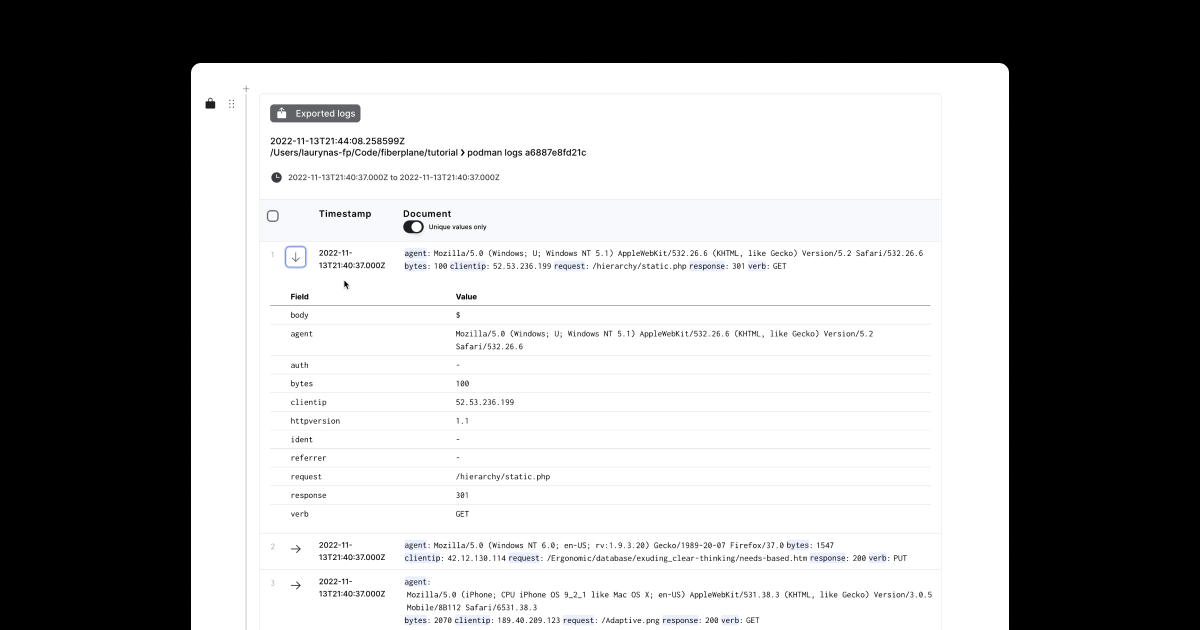 Exported logs
2022-11-13T21:44:08.258599Z
/Users/laurynas-fp/Code/fiberplane/tutorial ❯ podman logs a6887e8fd21c
2022-11-13T21:40:37.000Z to 2022-11-13T21:40:37.000Z
Timestamp Document
Unique values only
1 2022-11-
13T21:40:37.000Z
agent: Mozilla/5.0 (Windows; U; Windows NT 5.1) AppleWebKit/532.26.6 (KHTML, like Gecko) Version/5.2 Safari/532.26.6
bytes: 100 clientip: 52.53.236.199 request: /hierarchy/static.php response: 301 verb: GET
Field Value
body $
agent Mozilla/5.0 (Windows; U; Windows NT 5.1) AppleWebKit/532.26.6 (KHTML, like Gecko) Version/5.2
Safari/532.26.6
auth -
bytes 100
clientip 52.53.236.199
httpversion 1.1
ident -
referrer -
request /hierarchy/static.php
response 301
verb GET
2 2022-11-
13T21:40:37.000Z
agent: Mozilla/5.0 (Windows NT 6.0; en-US; rv:1.9.3.20) Gecko/1989-20-07 Firefox/37.0 bytes: 1547
clientip: 42.12.130.114 request: /Ergonomic/database/exuding_clear-thinking/needs-based.htm response: 200 verb: PUT
3 2022-11-
13T21:40:37.000Z
agent:
Mozilla/5.0 (iPhone; CPU iPhone OS 9_2_1 like Mac OS X; en-US) AppleWebKit/531.38.3 (KHTML, like Gecko) Version/3.0.5
Mobile/8B112 Safari/6531.38.3
bytes: 2070 clientip: 189.40.209.123 request: /Adaptive.png response: 200 verb: GET